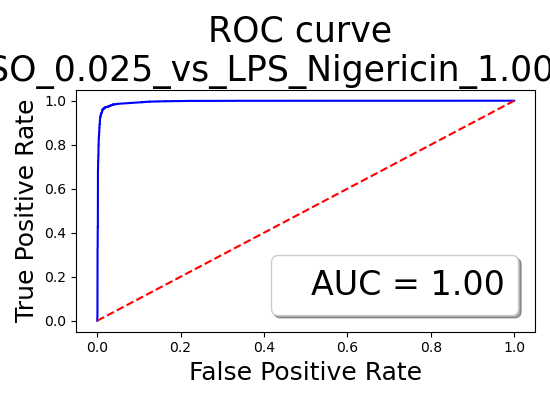 ROC curve
SO_0.025_vs_LPS_Nigericin_1.00
1.0
0.8
0.6
0.4
0.2
0.0
True Positive Rate
AUC = 1.00
0.0 0.2 0.4 0.6 0.8 1.0
False Positive Rate